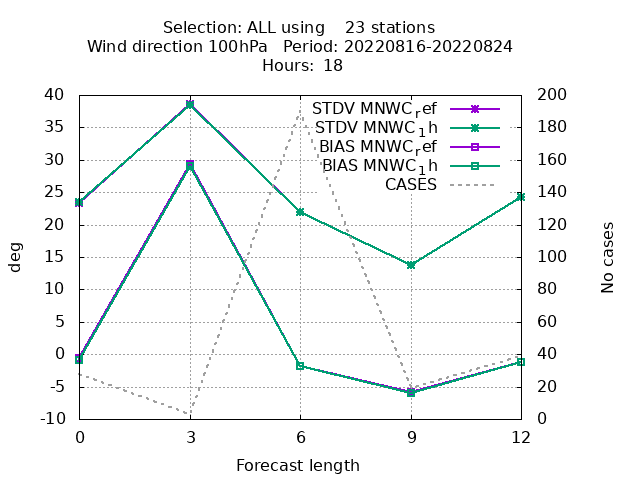 Selection: ALL using 23 stations
Wind direction 100hPa Period: 20220816-20220824
Hours: 18
STDV MNWC_ref
STDV MNWC_1h
BIAS MNWC_ref
BIAS MNWC_1h
CASES
deg
40
35
30
25
20
15
10
5
0
-5
-10
No cases
200
180
160
140
120
100
80
60
40
20
0
0 3 6 9 12
Forecast length